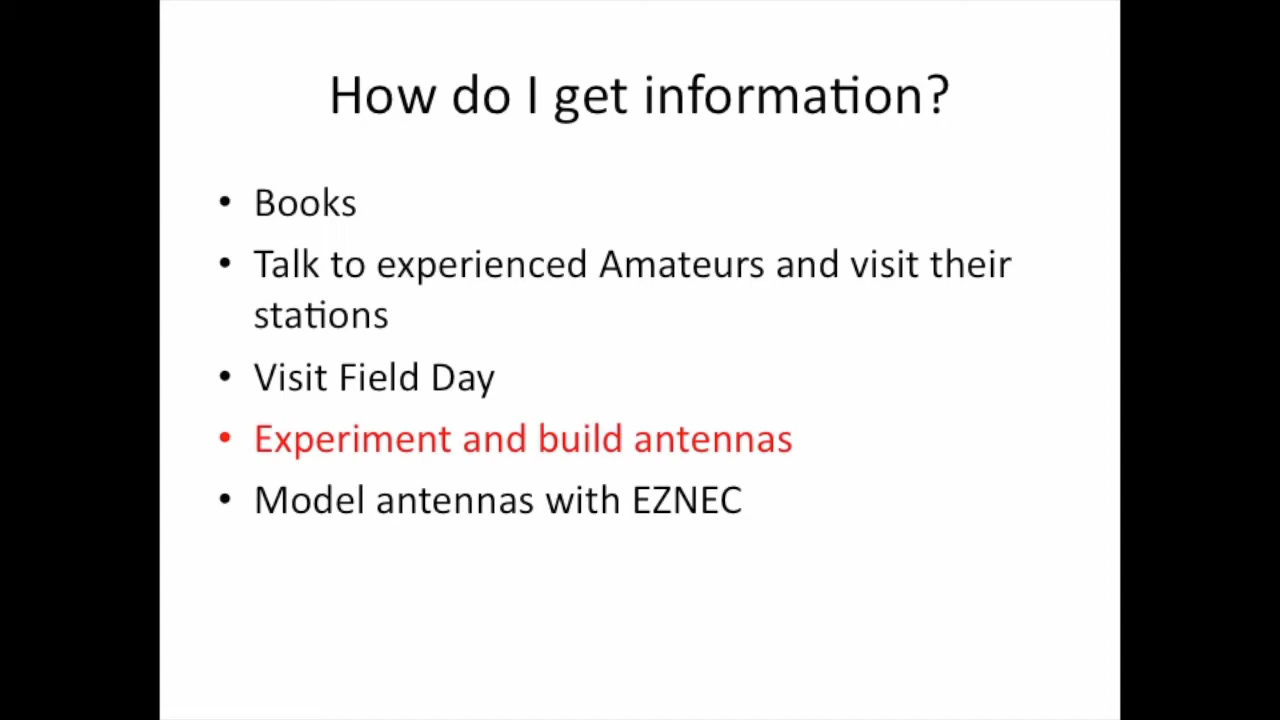 How do I get information?
• Books
• Talk to experienced Amateurs and visit their
stations
• Visit Field Day
• Experiment and build antennas
• Model antennas with EZNEC